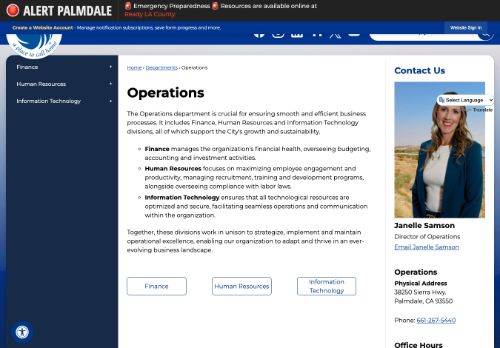 ALERT PALMDALE
🚨 Emergency Preparedness 🚨 Resources are available online at
Ready LA County.
Create a Website Account - Manage notification subscriptions, save form progress and more.
Website Sign In
a place to call home
Finance +
Human Resources +
Information Technology +
Home › Departments › Operations
Operations
The Operations department is crucial for ensuring smooth and efficient business
processes. It includes Finance, Human Resources and Information Technology
divisions, all of which support the City's growth and sustainability.
Finance manages the organization's financial health, overseeing budgeting,
accounting and investment activities.
Human Resources focuses on maximizing employee engagement and
productivity, managing recruiting, training and development programs,
alongside overseeing compliance with labor laws.
Information Technology ensures that all technological resources are
optimized and secure, facilitating seamless operations and communication
within the organization.
Together, these divisions work in unison to strategize, implement and maintain
operational excellence, enabling our organization to adapt and thrive in an ever-
evolving business landscape.
Finance
Human Resources
Information
Technology
Contact Us
Select Language
Translate
Janelle Samson
Director of Operations
Email Janelle Samson
Operations
Physical Address
38250 Sierra Hwy.
Palmdale, CA 93550
Phone: 661-267-5440
Office Hours